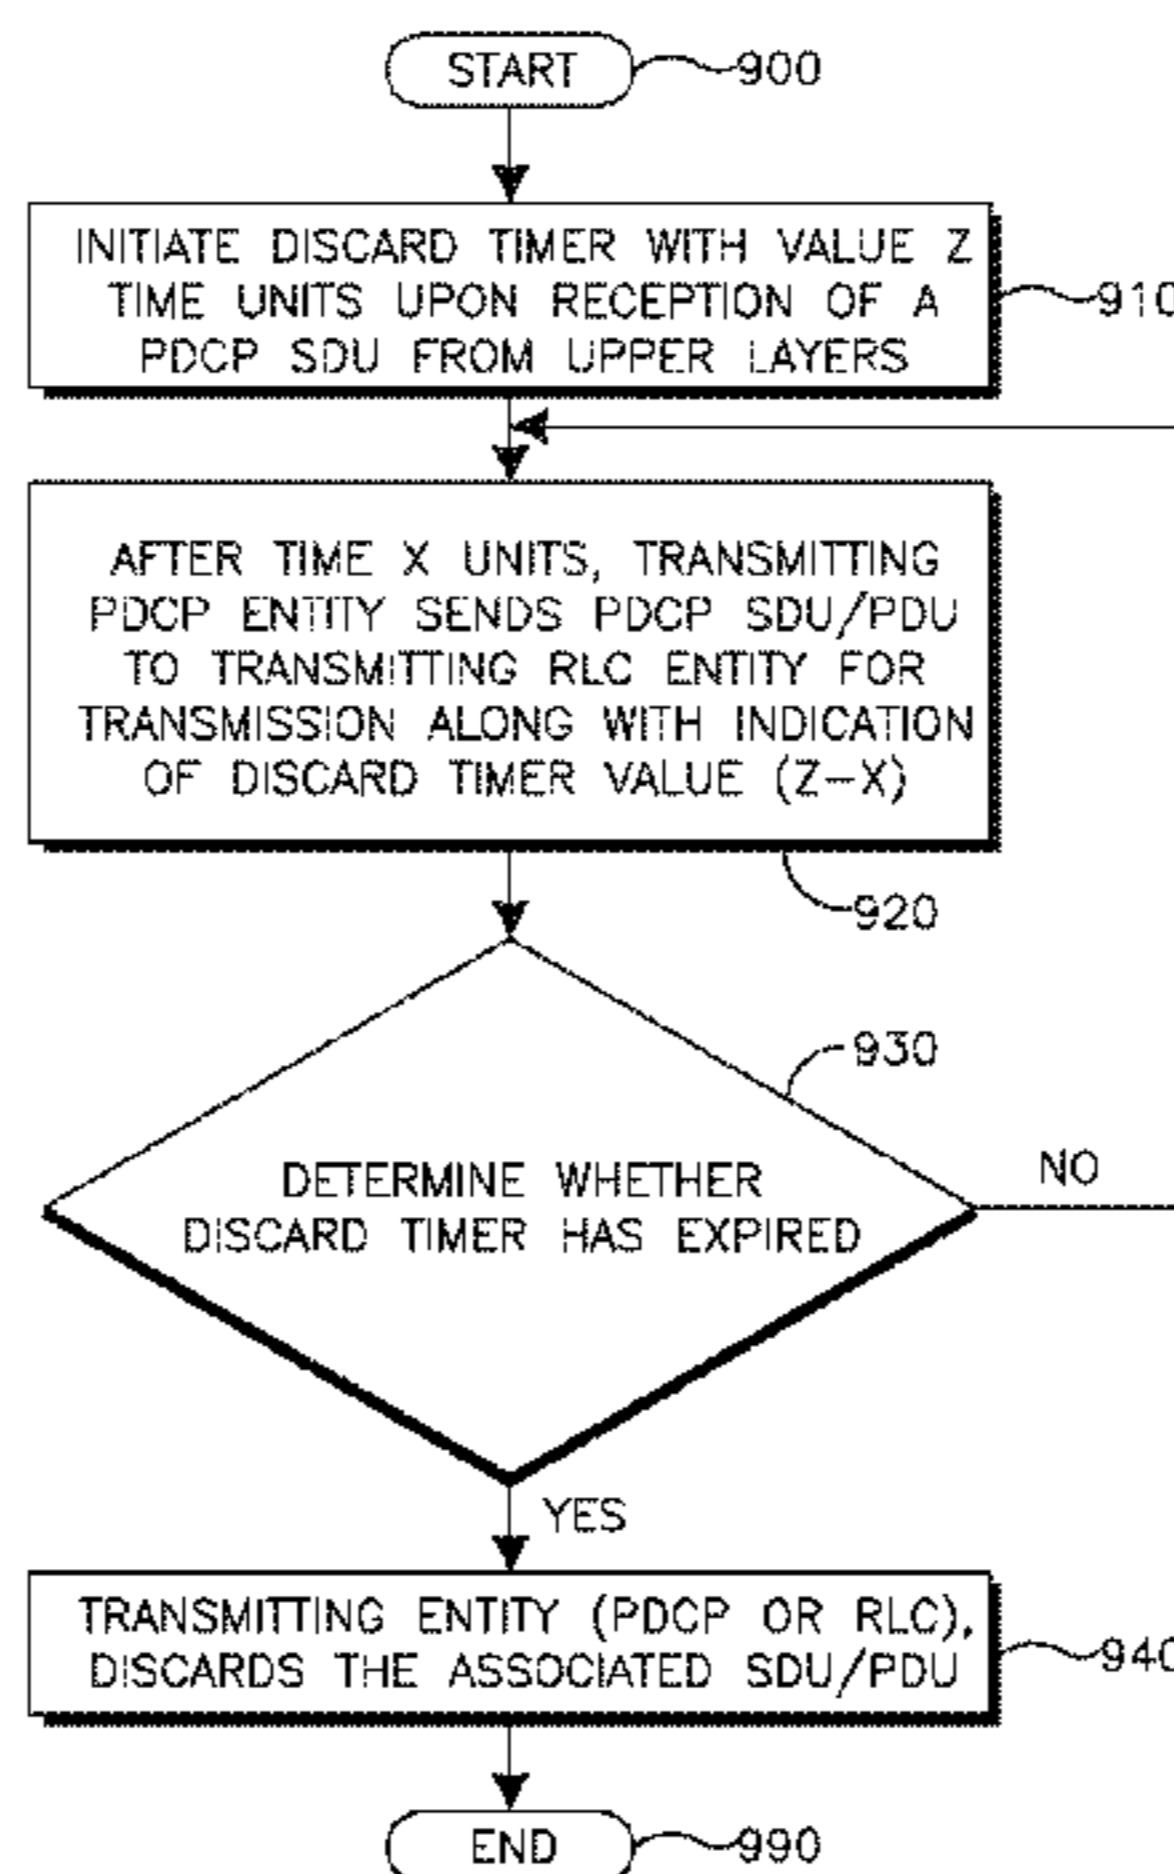 START
900
INITIATE DISCARD TIMER WITH VALUE Z
TIME UNITS UPON RECEPTION OF A
PDCP SDU FROM UPPER LAYERS
910
AFTER TIME X UNITS, TRANSMITTING
PDCP ENTITY SENDS PDCP SDU/PDU
TO TRANSMITTING RLC ENTITY FOR
TRANSMISSION ALONG WITH INDICATION
OF DISCARD TIMER VALUE (Z-X)
920
930
DETERMINE WHETHER
DISCARD TIMER HAS EXPIRED
NO
YES
TRANSMITTING ENTITY (PDCP OR RLC),
DISCARDS THE ASSOCIATED SDU/PDU
940
END
990